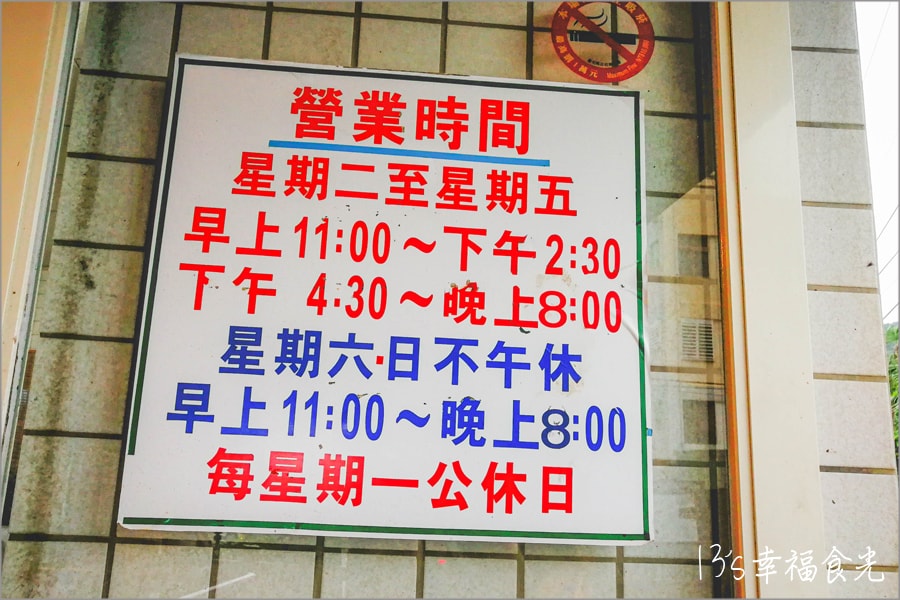 營業時間
星期二至星期五
早上11:00～下午2:30
下午 4:30～晚上8:00
星期六·日不午休
早上11:00～晚上8:00
每星期一公休日
13's幸福食光